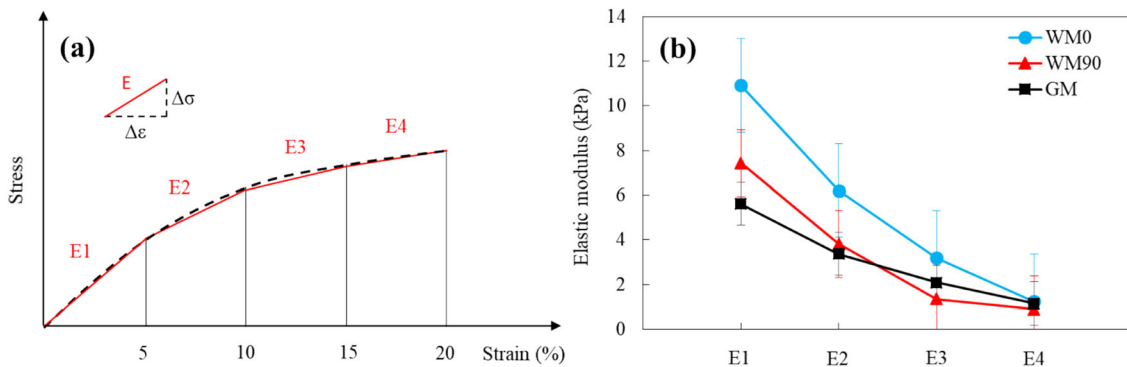 (a)
E
Δσ
Δε
E1
E2
E3
E4
Stress
5
10
15
20
Strain (%)
(b)
WM0
WM90
GM
Elastic modulus (kPa)
14
12
10
8
6
4
2
0
E1
E2
E3
E4